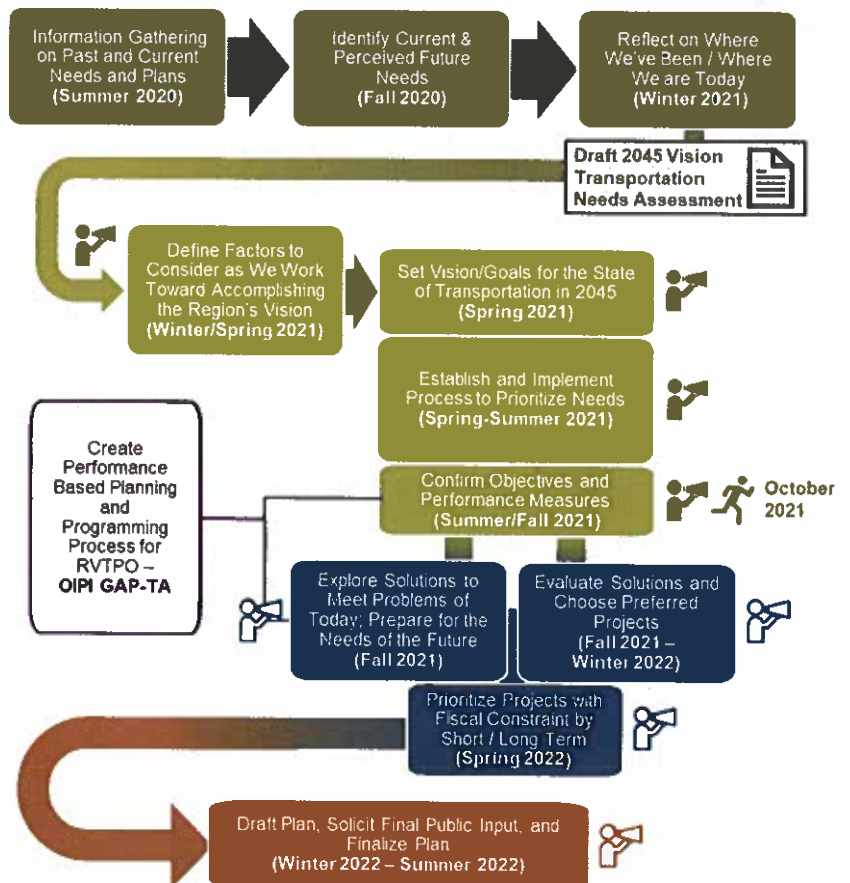 Information Gathering
on Past and Current
Needs and Plans
(Summer 2020)
Identify Current &
Perceived Future
Needs
(Fall 2020)
Reflect on Where
We've Been / Where
We are Today
(Winter 2021)
Draft 2045 Vision
Transportation
Needs Assessment
Define Factors to
Consider as We Work
Toward Accomplishing
the Region's Vision
(Winter/Spring 2021)
Set Vision/Goals for the State
of Transportation in 2045
(Spring 2021)
Establish and Implement
Process to Prioritize Needs
(Spring-Summer 2021)
Create
Performance
Based Planning
and
Programming
Process for
RVTPO –
OIPI GAP-TA
Confirm Objectives and
Performance Measures
(Summer/Fall 2021)
October
2021
Explore Solutions to
Meet Problems of
Today; Prepare for the
Needs of the Future
(Fall 2021)
Evaluate Solutions and
Choose Preferred
Projects
(Fall 2021 –
Winter 2022)
Prioritize Projects with
Fiscal Constraint by
Short / Long Term
(Spring 2022)
Draft Plan, Solicit Final Public Input, and
Finalize Plan
(Winter 2022 – Summer 2022)